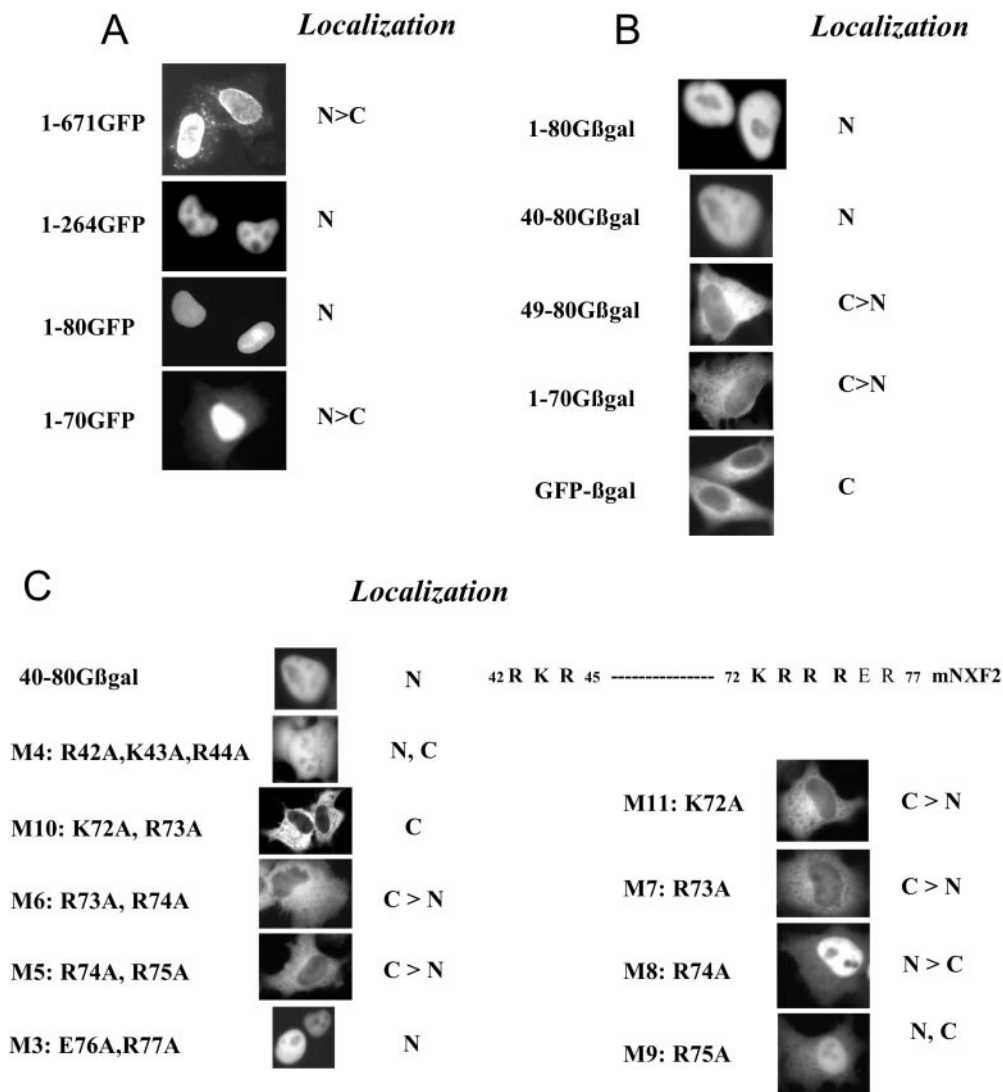 A
Localization
1-671GFP N>C
1-264GFP N
1-80GFP N
1-70GFP N>C
B
Localization
1-80Gßgal N
40-80Gßgal N
49-80Gßgal C>N
1-70Gßgal C>N
GFP-ßgal C
C
Localization
40-80Gßgal N
M4: R42A,K43A,R44A N, C
M10: K72A, R73A C
M6: R73A, R74A C > N
M5: R74A, R75A C > N
M3: E76A,R77A N
42 R K R 45 --------------- 72 K R R R E R 77 mNXF2
M11: K72A C > N
M7: R73A C > N
M8: R74A N > C
M9: R75A N, C